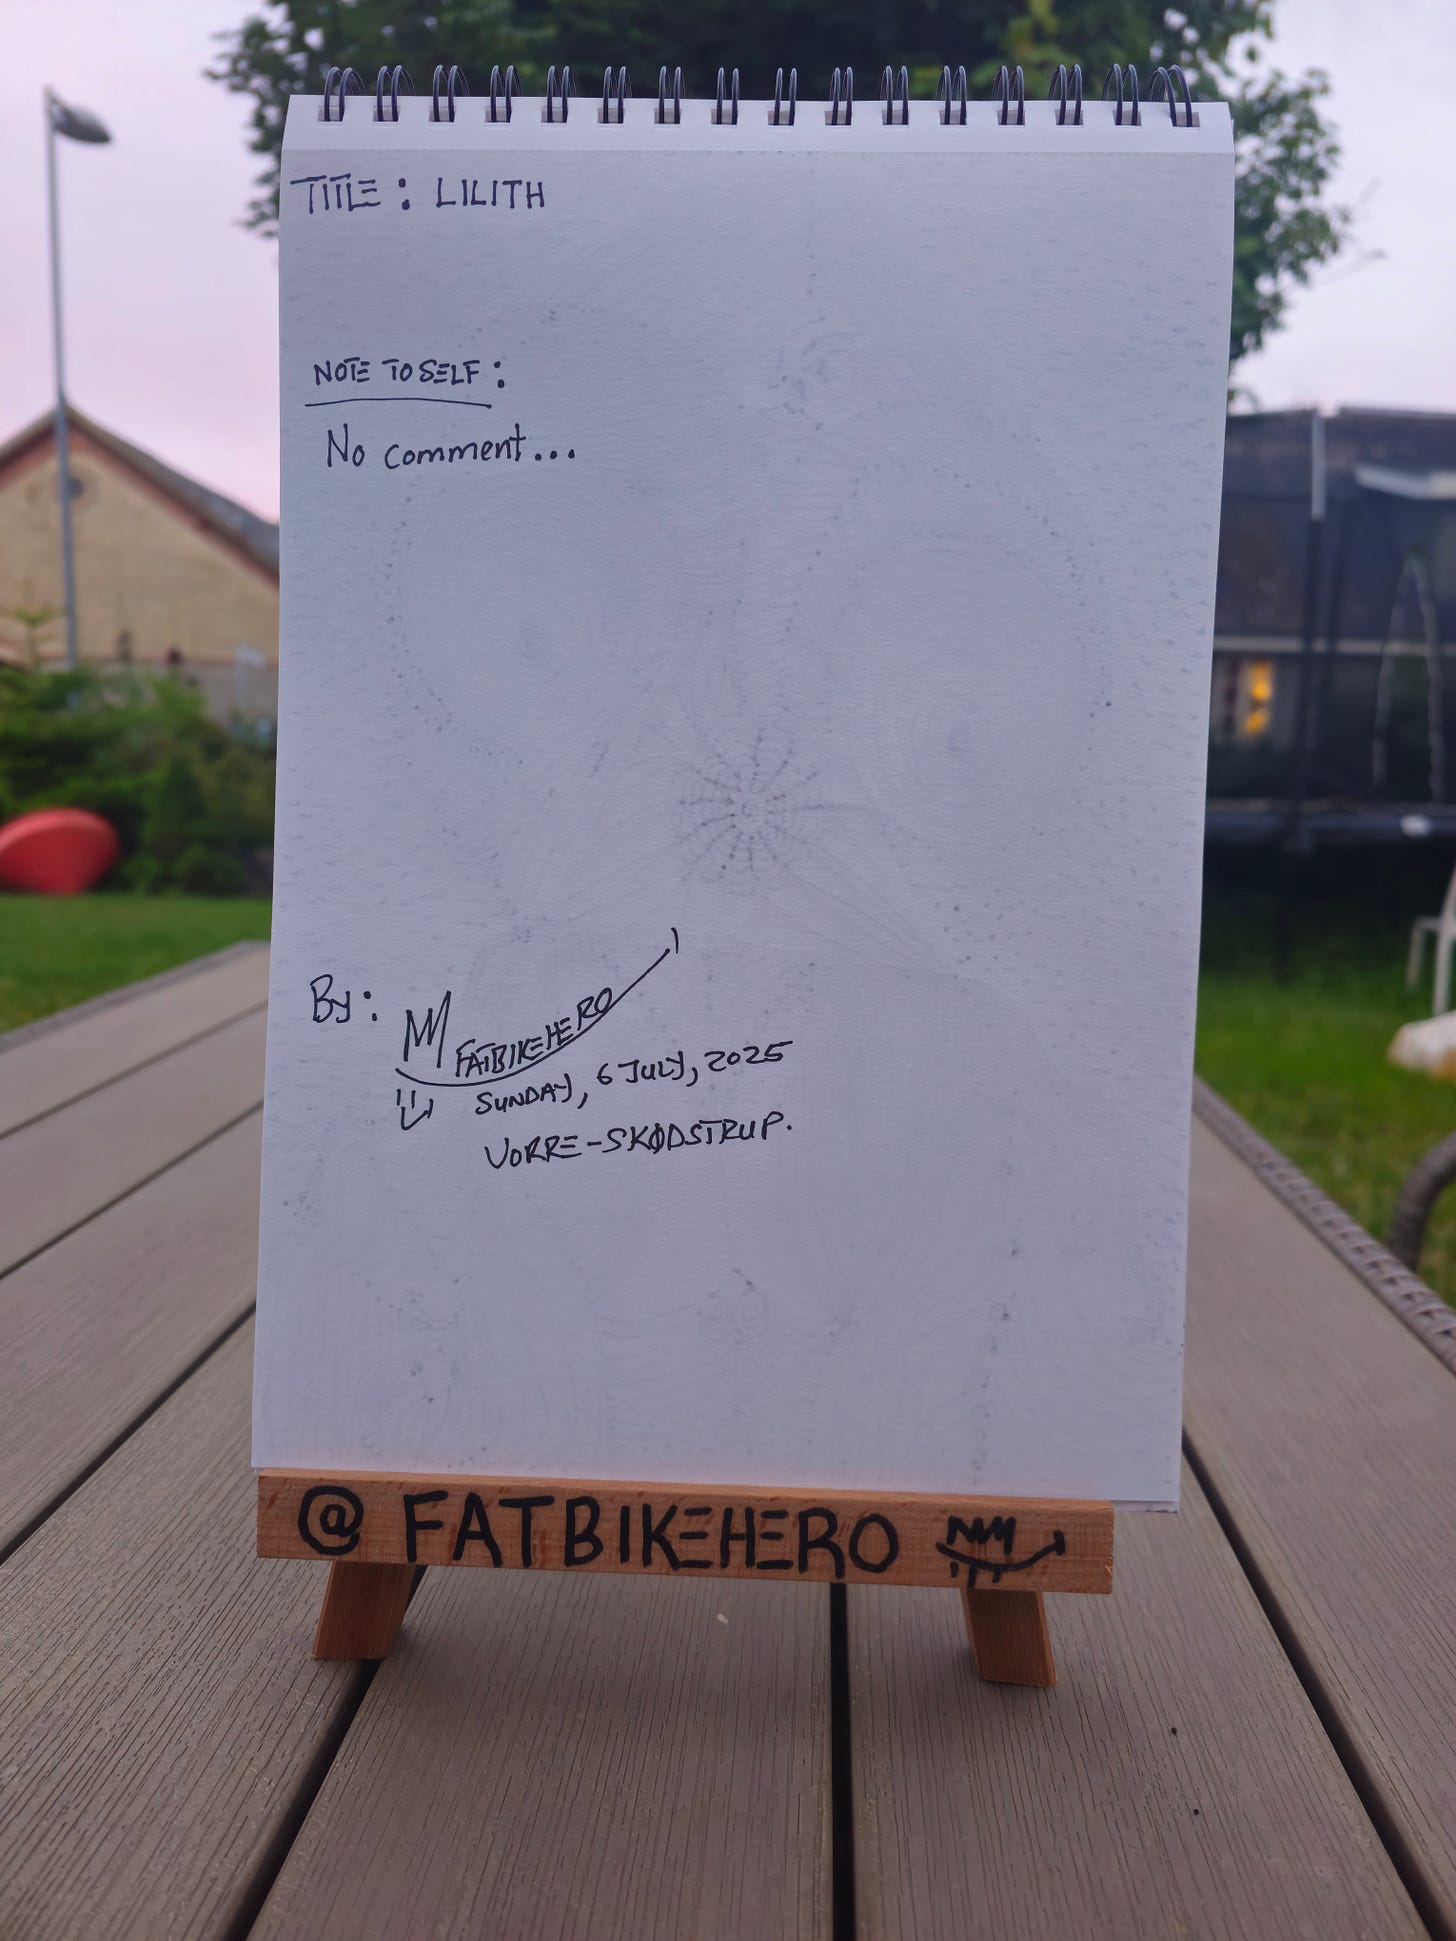 TITLE: LILITH
NOTE TO SELF:
No comment...
By: FATBIKEHERO
SUNDAY, 6 JULY, 2025
VORRE-SKØDSTRUP.
@FATBIKEHERO